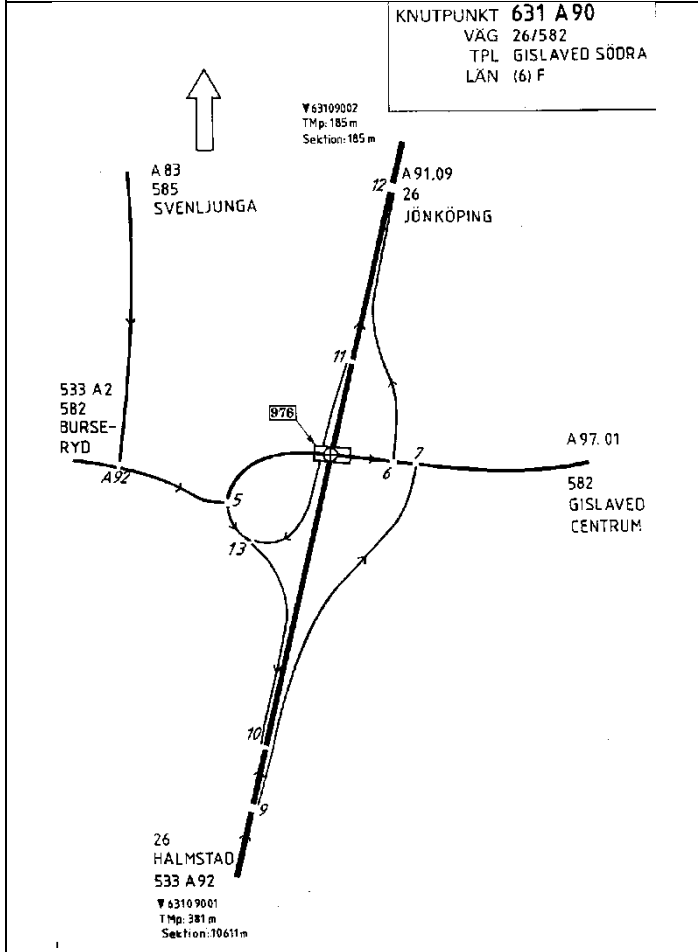 KNUTPUNKT 631 A90
VÄG 26/582
TPL GISLAVED SÖDRA
LÄN (6) F
▼63109002
TMp: 185 m
Sektion: 185 m
A 83
585
SVENLJUNGA
12
A 91.09
26
JÖNKÖPING
11
533 A2
582
BURSE-
RYD
976
A92
5
6
7
A 97. 01
582
GISLAVED
CENTRUM
13
10
9
26
HALMSTAD
533 A92
▼63109001
TMp: 381 m
Sektion: 10611 m